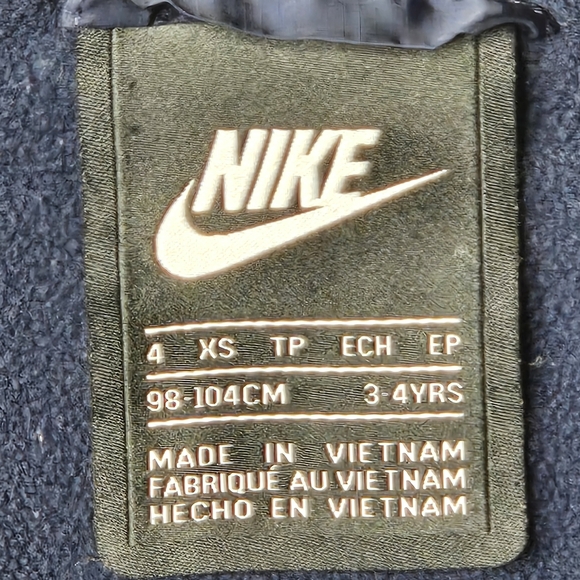 NIKE
4 XS TP ECH EP
98-104CM 3-4YRS
MADE IN VIETNAM
FABRIQUÉ AU VIETNAM
HECHO EN VIETNAM